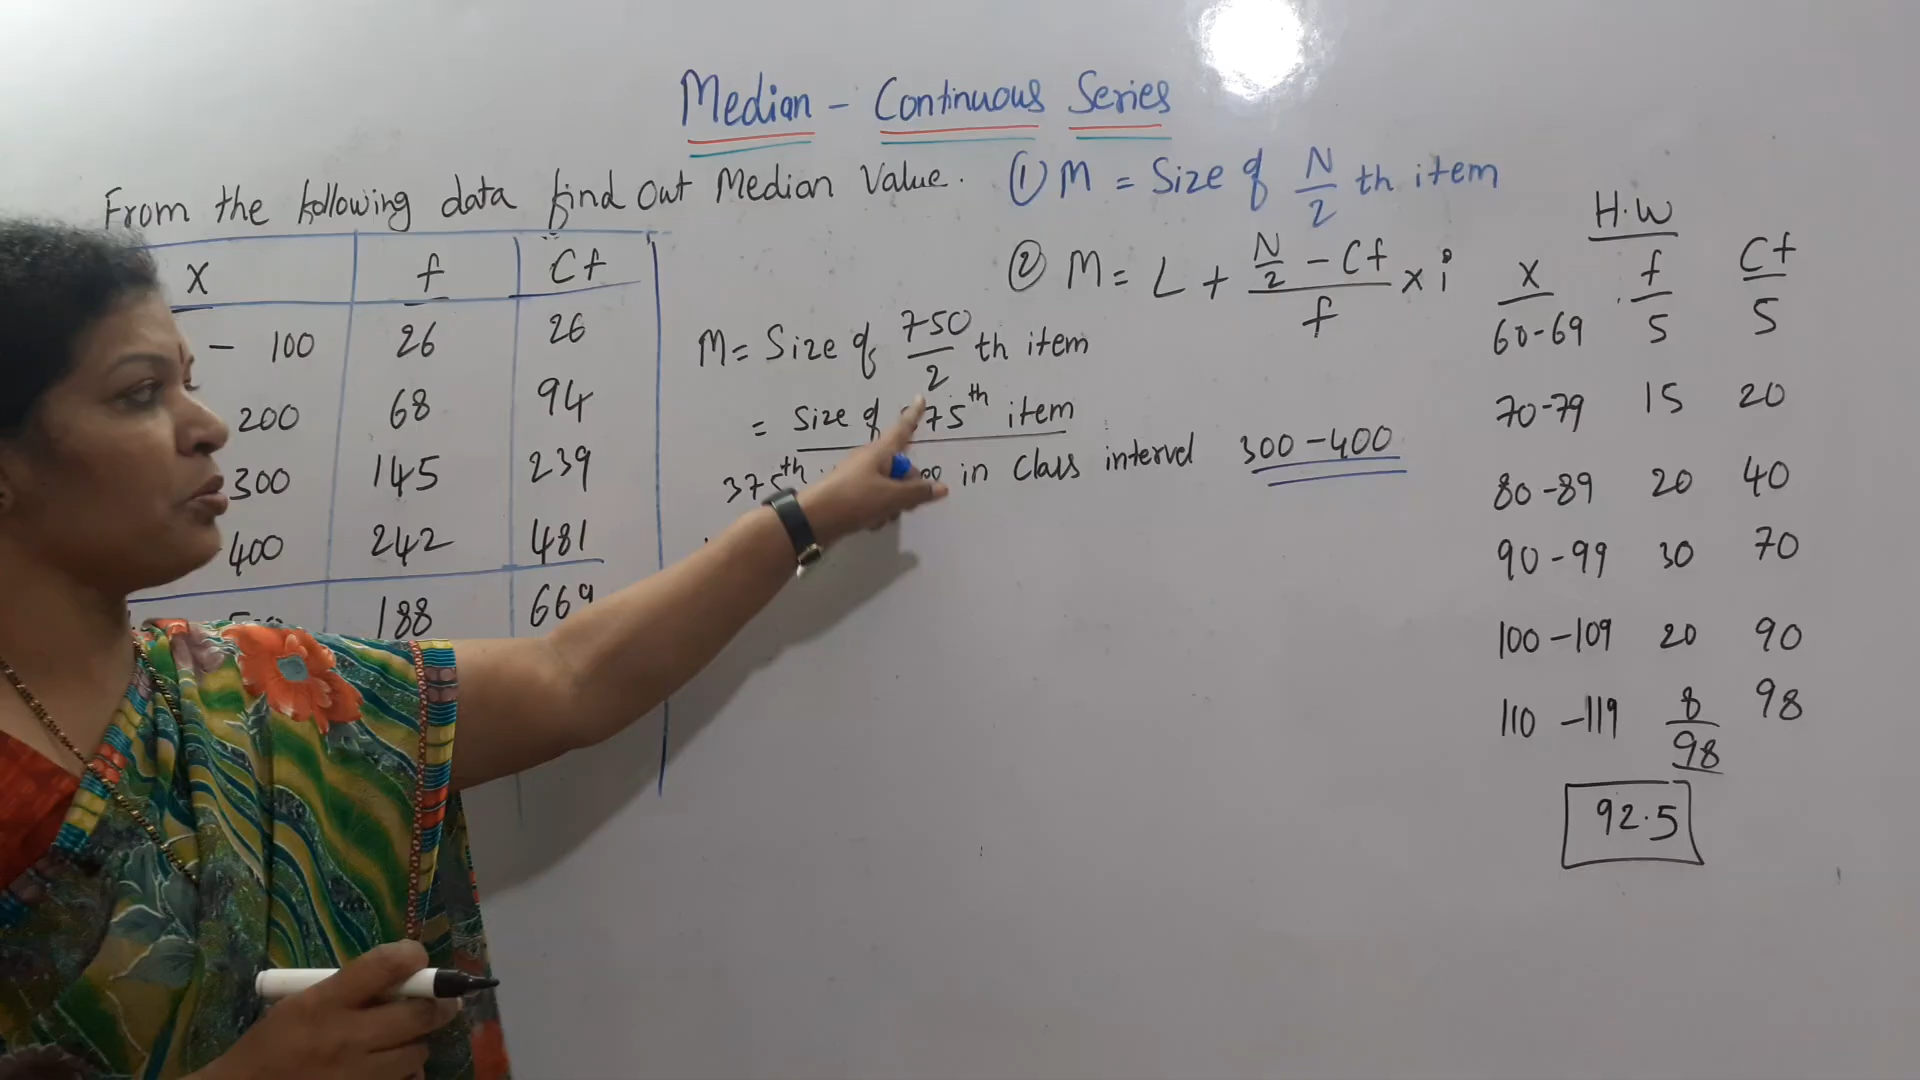 Median - Continuous Series
From the following data find out Median Value.
① M = Size of N/2 th item
② M = L + (N/2 - Cf)/f x i
X f Cf
- 100 26 26
200 68 94
300 145 239
400 242 481
188 669
M = Size of 750/2 th item
= Size of 75th item
375th in Class interval 300-400
H.W
X f Cf
60-69 5 5
70-79 15 20
80-89 20 40
90-99 30 70
100-109 20 90
110-119 8 98
98
92.5